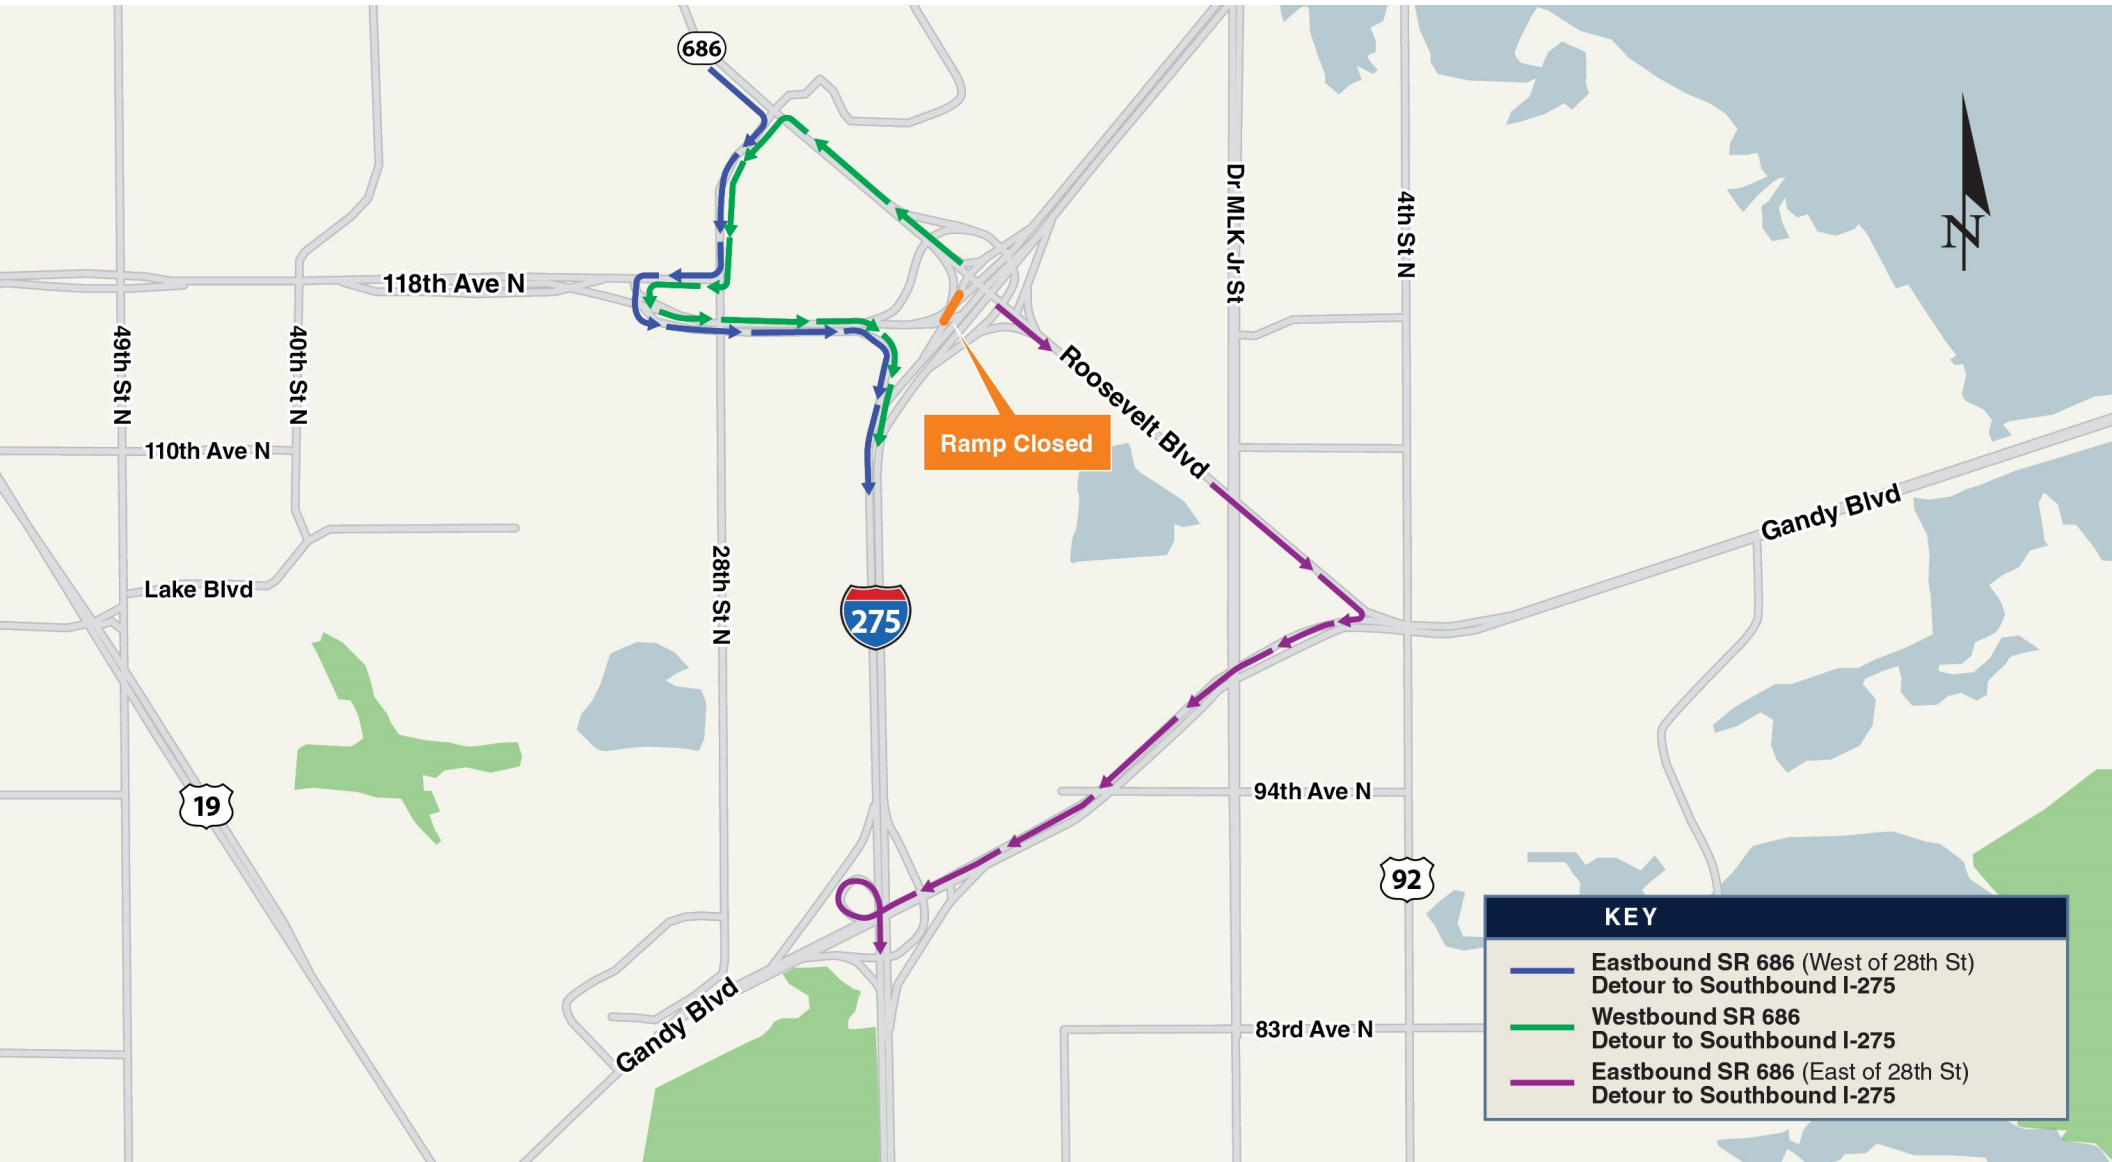 686
Dr MLK Jr St
4th St N
N
118th Ave N
49th St N
40th St N
Roosevelt Blvd
Ramp Closed
110th Ave N
Gandy Blvd
28th St N
Lake Blvd
275
19
94th Ave N
92
Gandy Blvd
83rd Ave N
KEY
Eastbound SR 686 (West of 28th St)
Detour to Southbound I-275
Westbound SR 686
Detour to Southbound I-275
Eastbound SR 686 (East of 28th St)
Detour to Southbound I-275